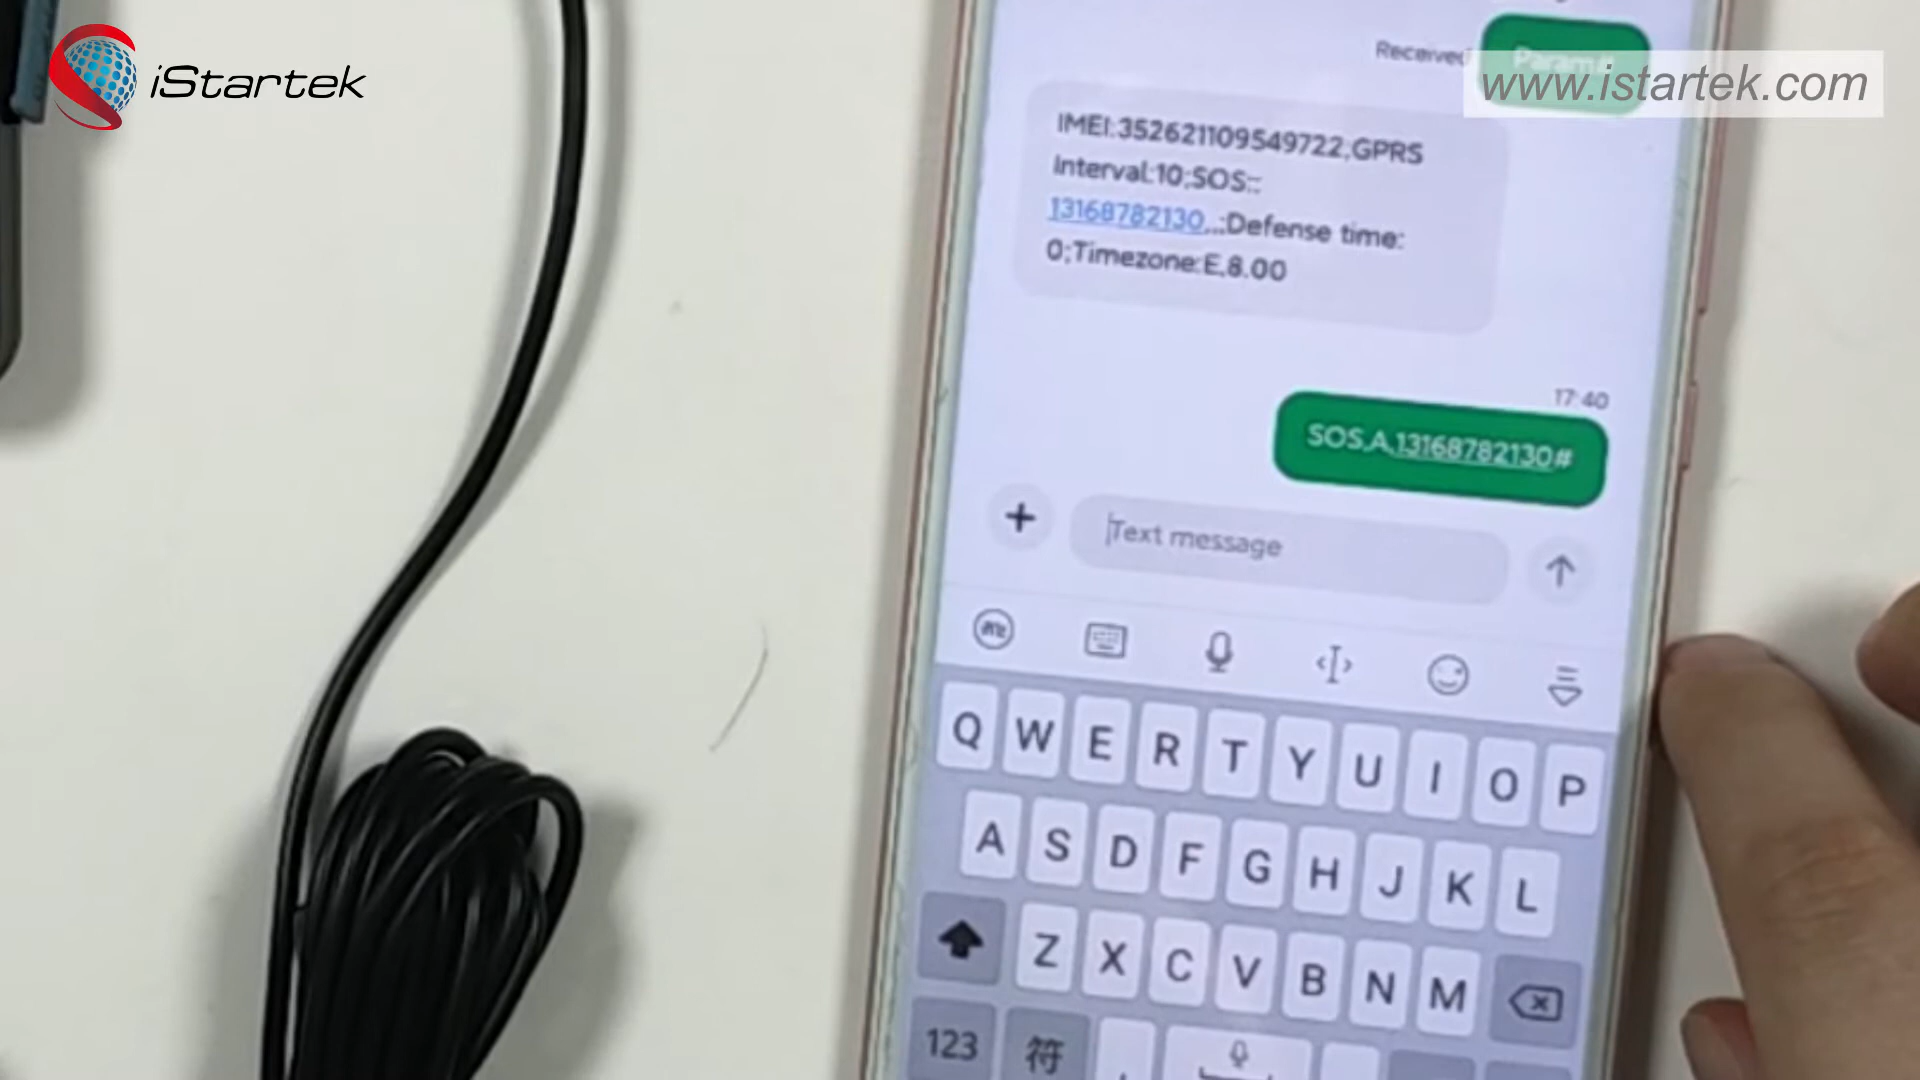 iStartek
www.istartek.com
Received
Param#
IMEI:352621109549722;GPRS
Interval:10;SOS:;
13168782130,,,;Defense time:
0;Timezone:E,8.00
17:40
SOS,A,13168782130#
Text message
Q W E R T Y U I O P
A S D F G H J K L
Z X C V B N M
123 符 ,